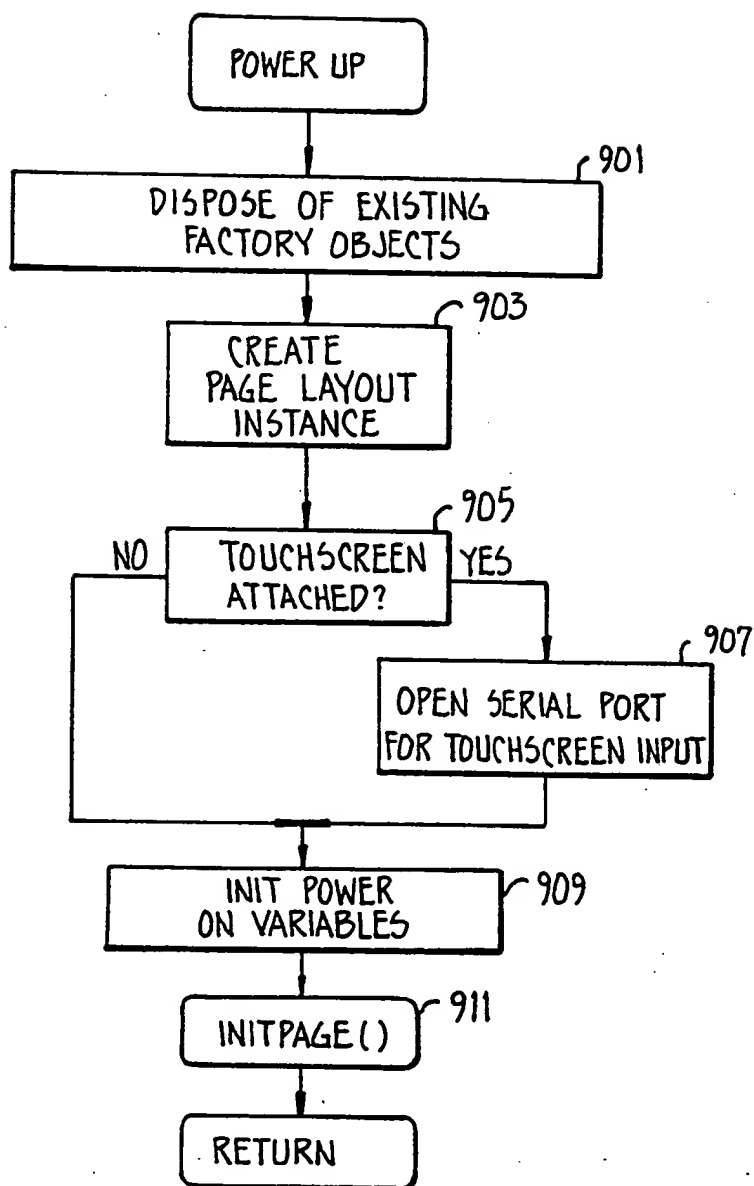 POWER UP
901
DISPOSE OF EXISTING
FACTORY OBJECTS
903
CREATE
PAGE LAYOUT
INSTANCE
905
NO
TOUCHSCREEN
YES
ATTACHED?
907
OPEN SERIAL PORT
FOR TOUCHSCREEN INPUT
INIT POWER
ON VARIABLES
909
911
INITPAGE()
RETURN